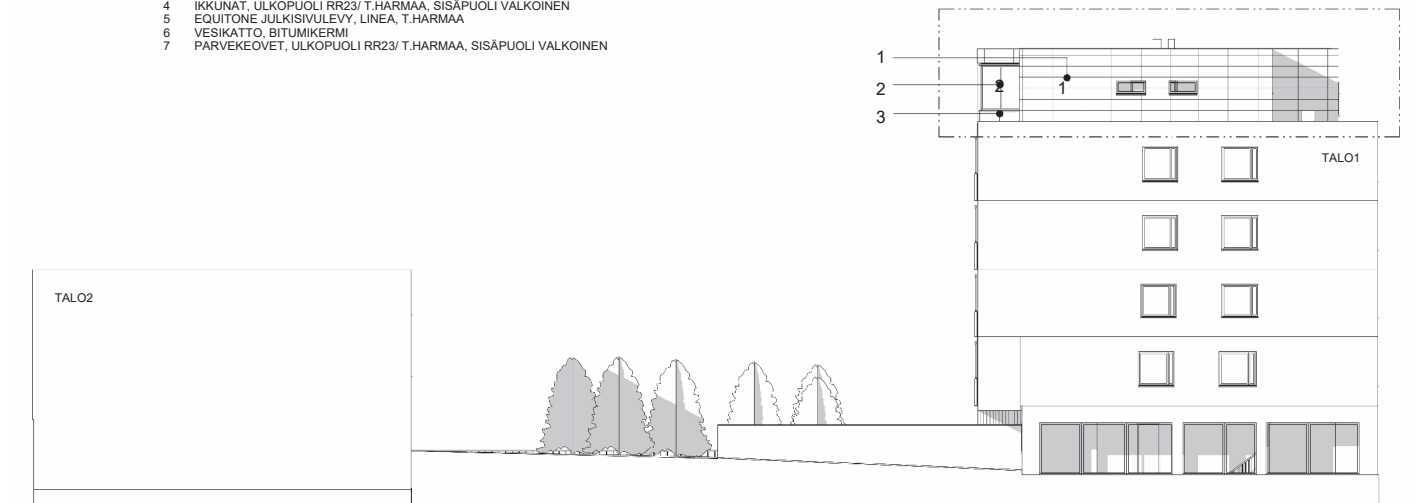 4 IKKUNAT, ULKOPUOLI RR23/ T.HARMAA, SISÄPUOLI VALKOINEN
5 EQUITONE JULKISIVULEVY, LINEA, T.HARMAA
6 VESIKATTO, BITUMIKERMI
7 PARVEKEOVET, ULKOPUOLI RR23/ T.HARMAA, SISÄPUOLI VALKOINEN
1
2
3
2
1
TALO1
TALO2